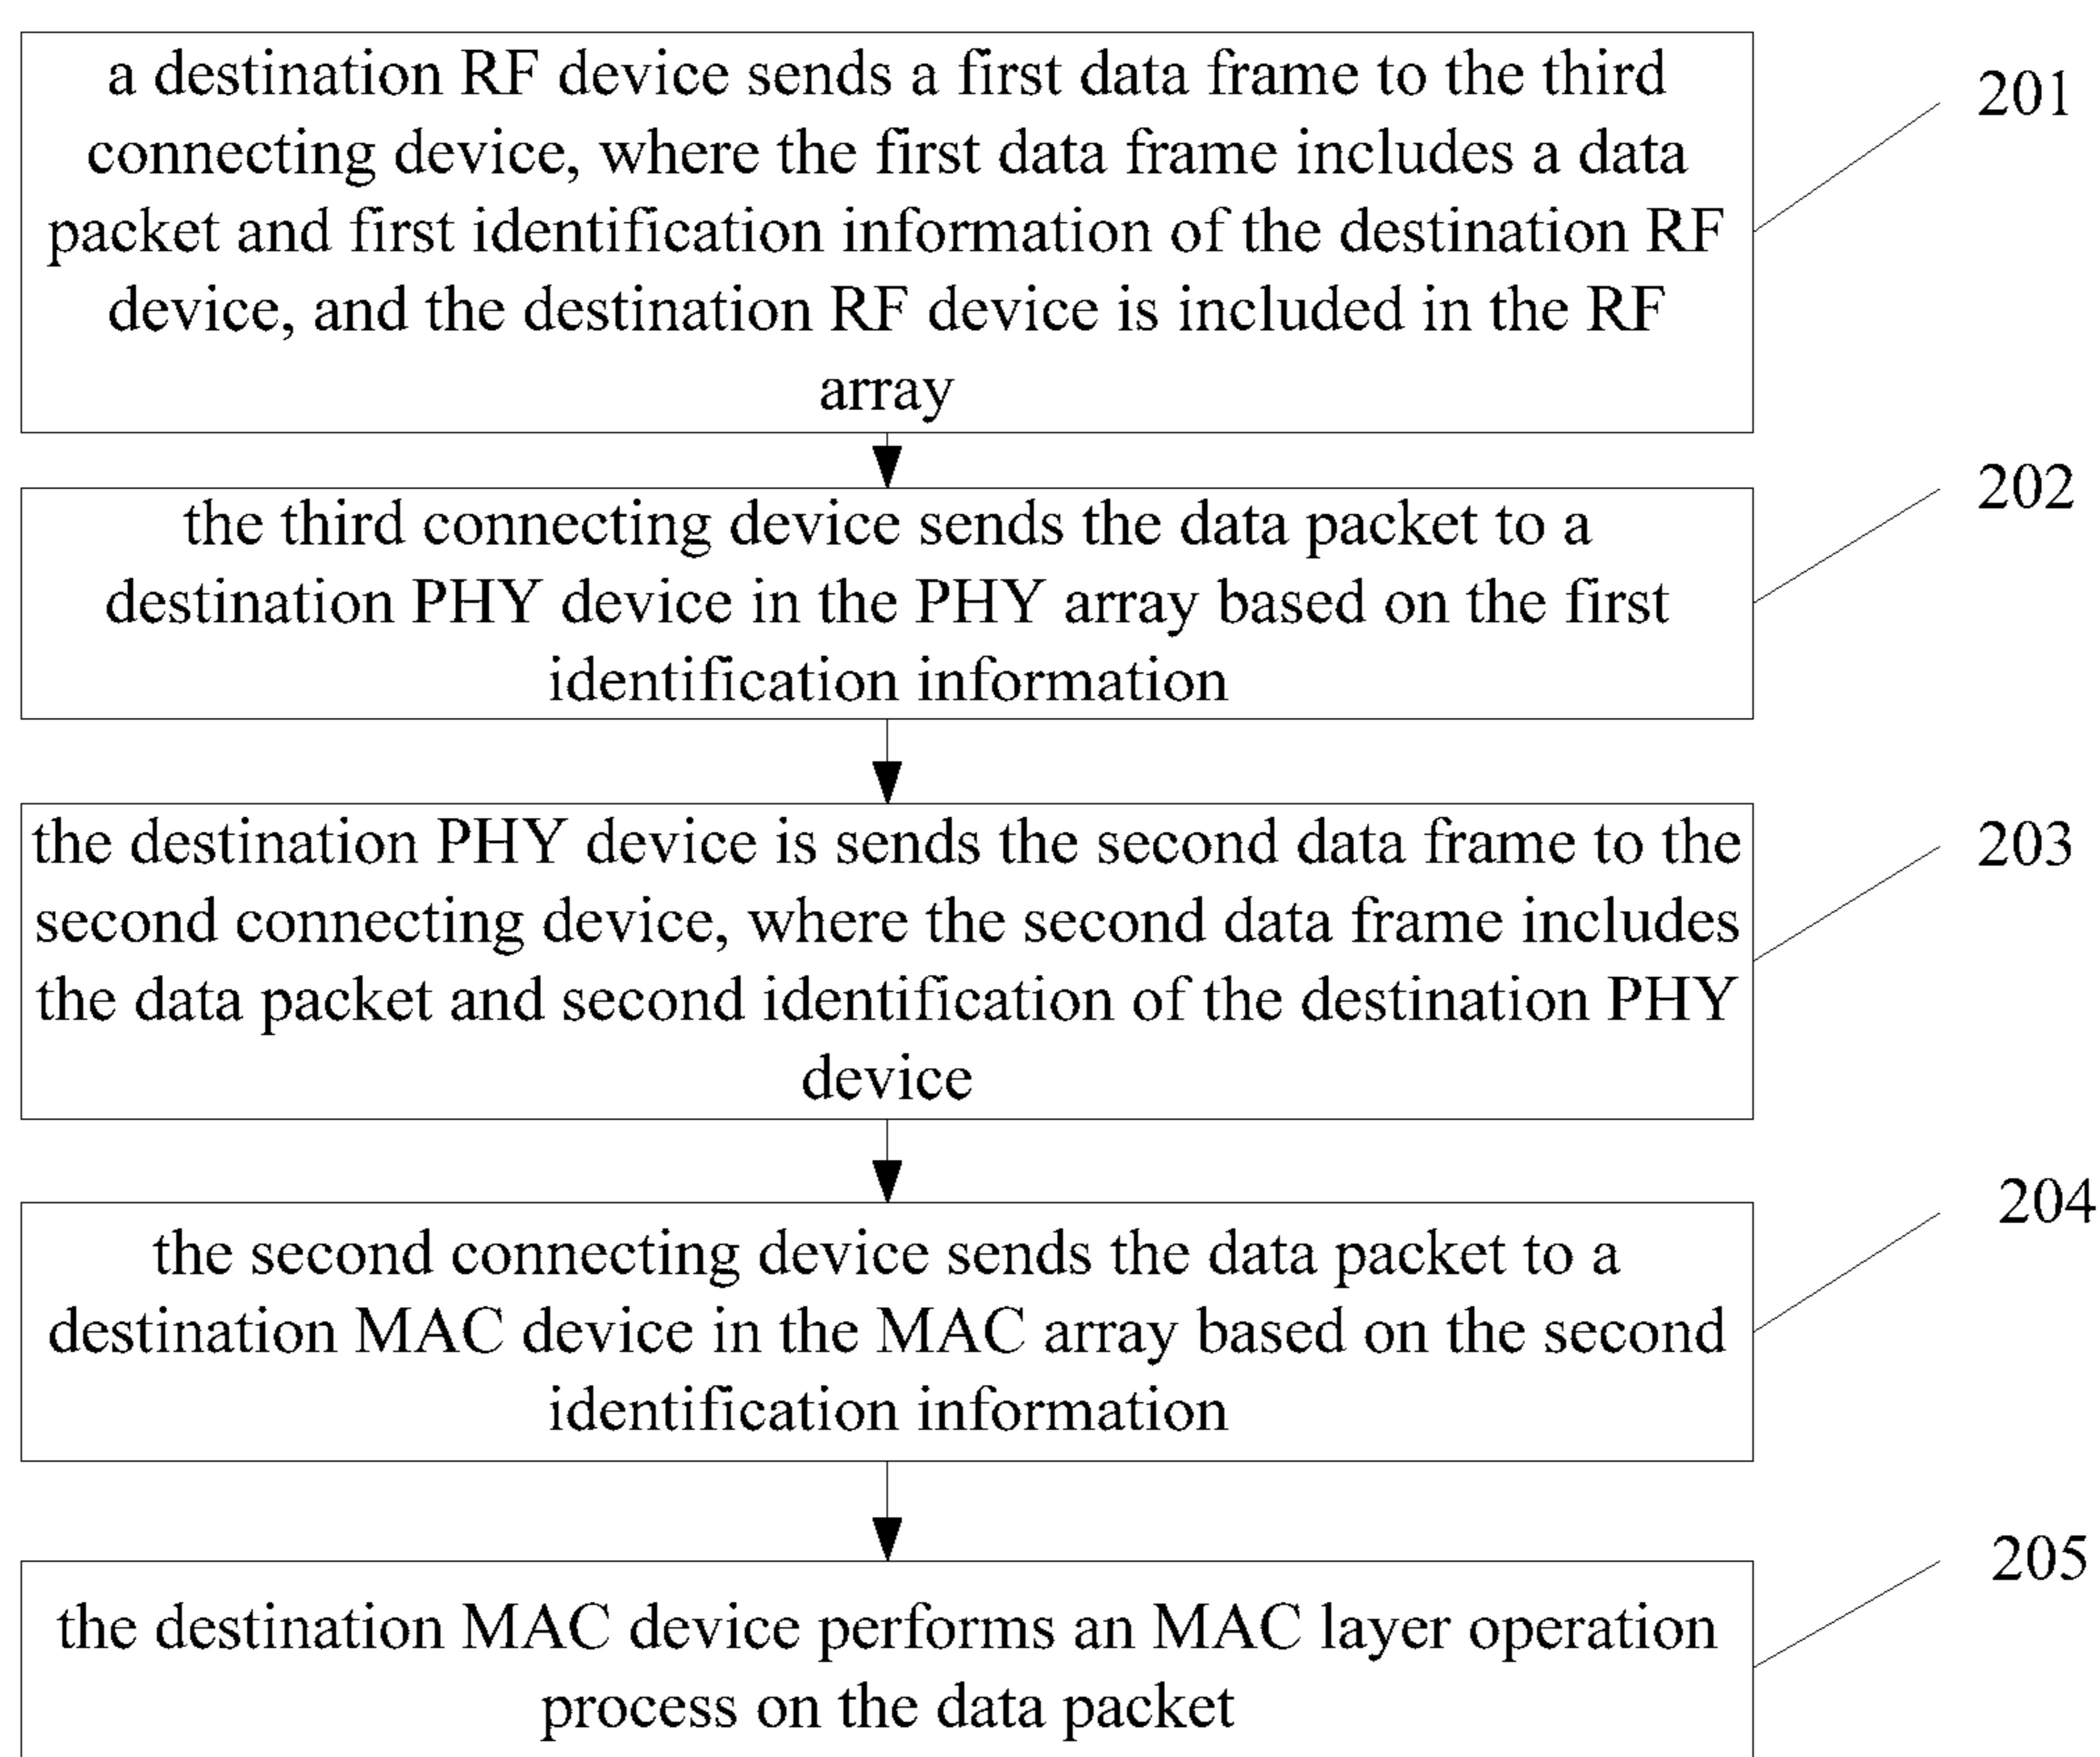 a destination RF device sends a first data frame to the third
connecting device, where the first data frame includes a data
packet and first identification information of the destination RF
device, and the destination RF device is included in the RF
array
201
the third connecting device sends the data packet to a
destination PHY device in the PHY array based on the first
identification information
202
the destination PHY device is sends the second data frame to the
second connecting device, where the second data frame includes
the data packet and second identification of the destination PHY
device
203
the second connecting device sends the data packet to a
destination MAC device in the MAC array based on the second
identification information
204
the destination MAC device performs an MAC layer operation
process on the data packet
205